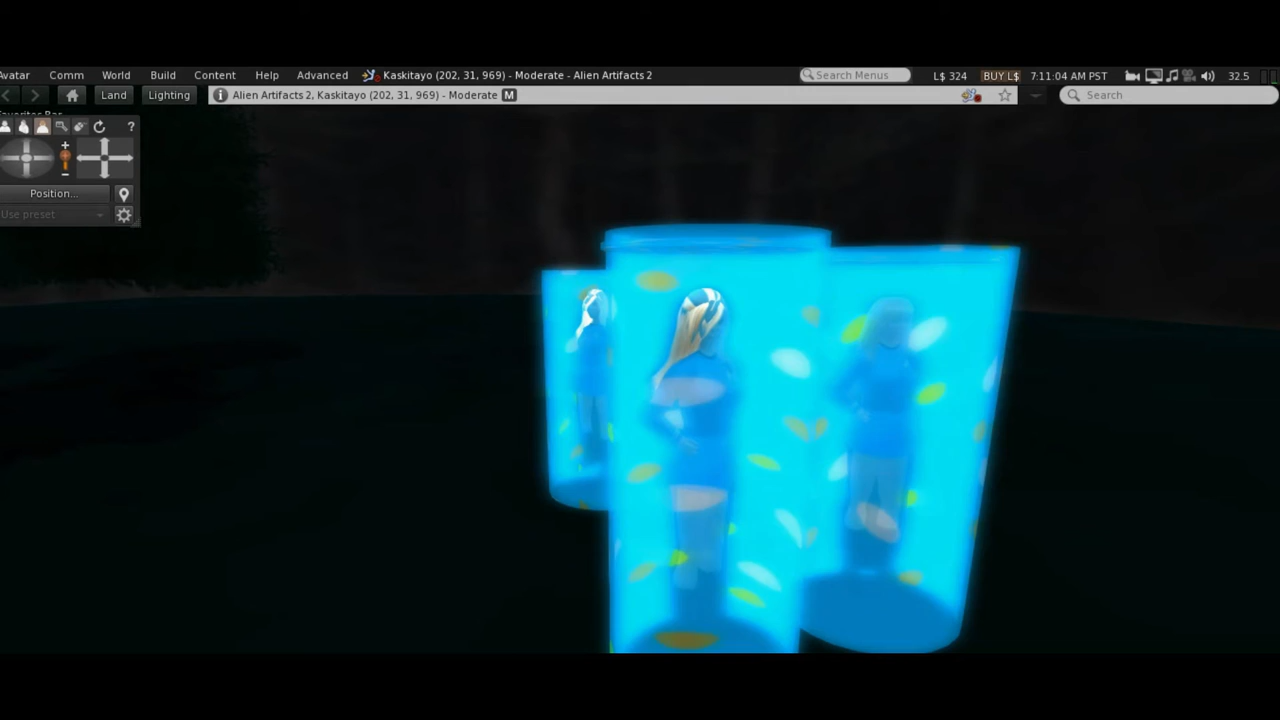 Avatar Comm World Build Content Help Advanced Kaskitayo (202, 31, 969) - Moderate - Alien Artifacts 2 Search Menus L$ 324 BUY L$ 7:11:04 AM PST 32.5
Land Lighting Alien Artifacts 2, Kaskitayo (202, 31, 969) - Moderate M Search
Favorites Bar
?
+
−
Position...
Use preset